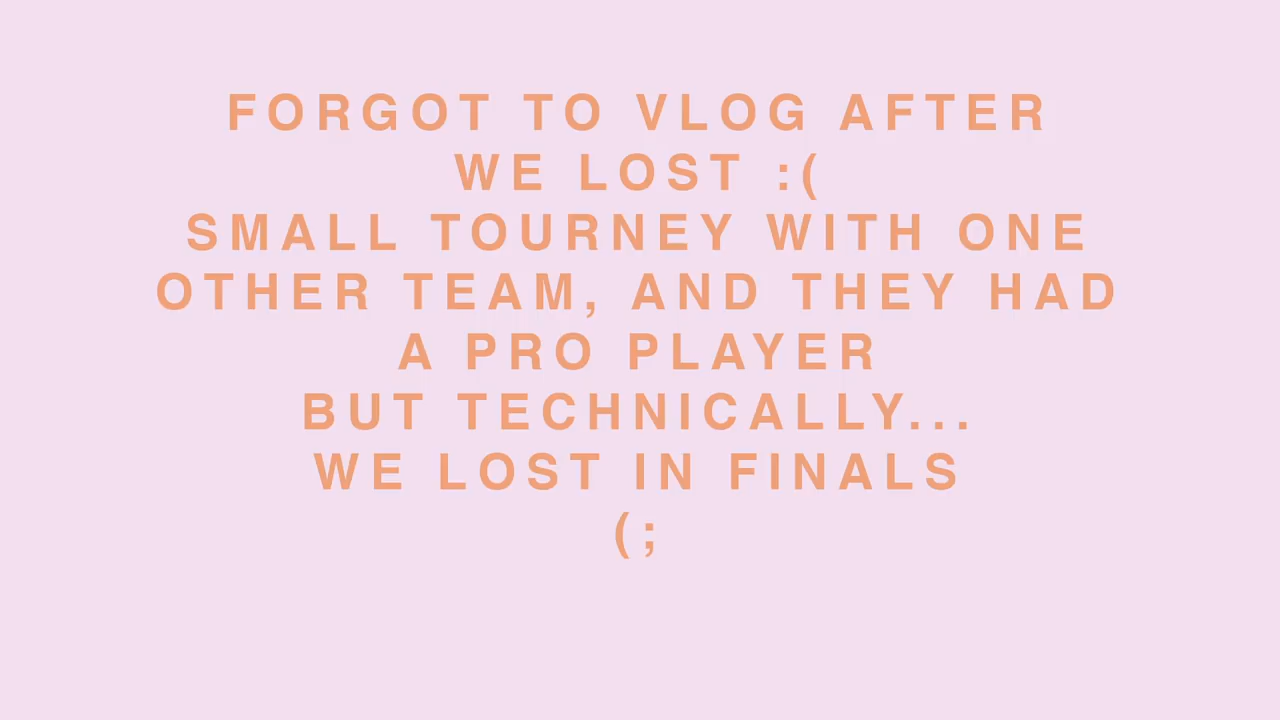 FORGOT TO VLOG AFTER
WE LOST :(
SMALL TOURNEY WITH ONE
OTHER TEAM, AND THEY HAD
A PRO PLAYER
BUT TECHNICALLY...
WE LOST IN FINALS
(;